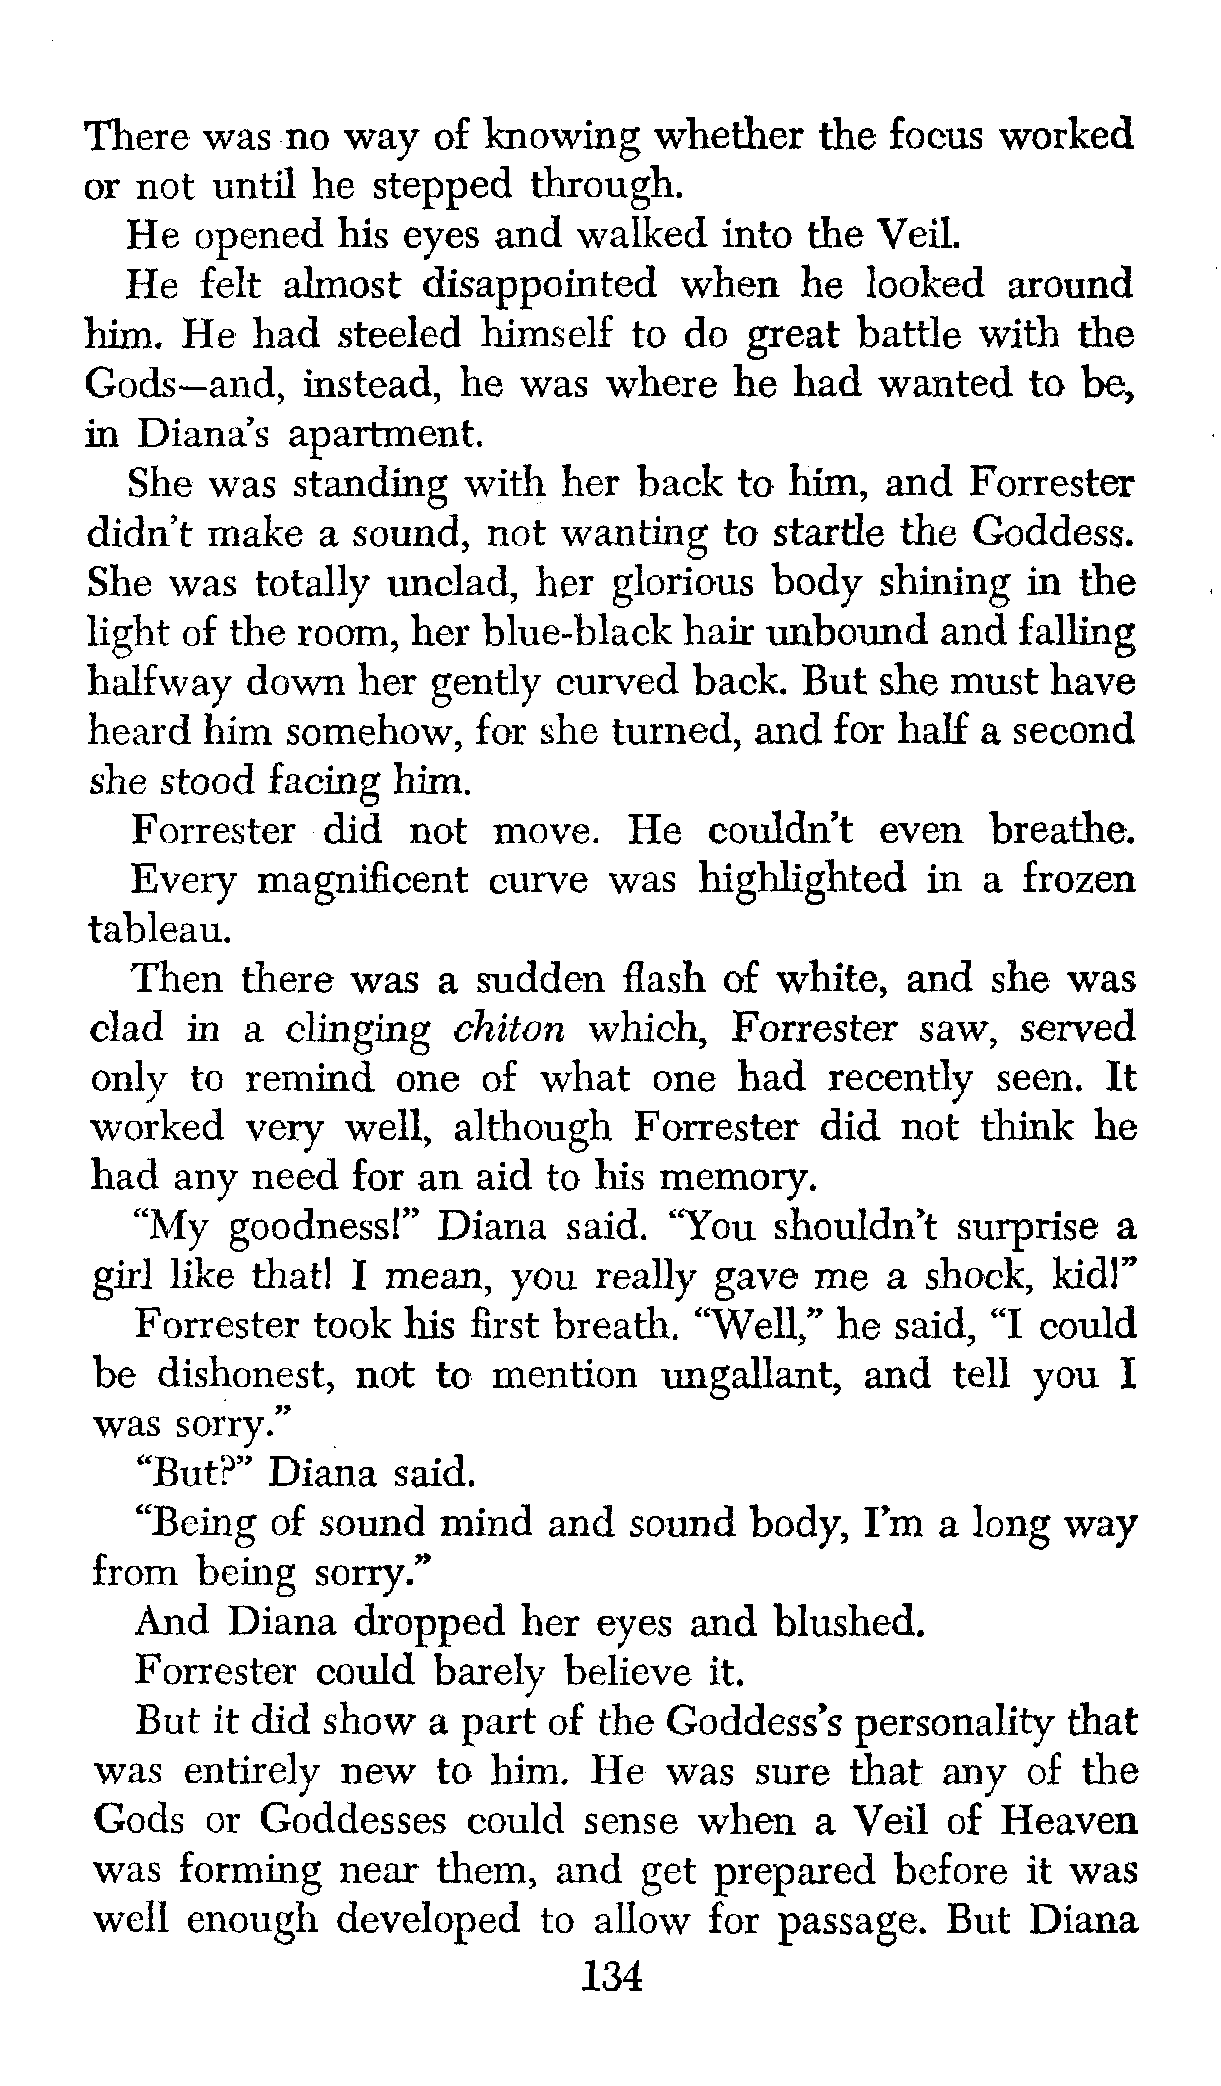 There was no way of knowing whether the focus worked
or not until he stepped through.
He opened his eyes and walked into the Veil.
He felt almost disappointed when he looked around
him. He had steeled himself to do great battle with the
Gods—and, instead, he was where he had wanted to be,
in Diana's apartment.
She was standing with her back to him, and Forrester
didn't make a sound, not wanting to startle the Goddess.
She was totally unclad, her glorious body shining in the
light of the room, her blue-black hair unbound and falling
halfway down her gently curved back. But she must have
heard him somehow, for she turned, and for half a second
she stood facing him.
Forrester did not move. He couldn't even breathe.
Every magnificent curve was highlighted in a frozen
tableau.
Then there was a sudden flash of white, and she was
clad in a clinging chiton which, Forrester saw, served
only to remind one of what one had recently seen. It
worked very well, although Forrester did not think he
had any need for an aid to his memory.
“My goodness!” Diana said. “You shouldn't surprise a
girl like that! I mean, you really gave me a shock, kid!”
Forrester took his first breath. “Well,” he said, “I could
be dishonest, not to mention ungallant, and tell you I
was sorry.”
“But?” Diana said.
“Being of sound mind and sound body, I'm a long way
from being sorry.”
And Diana dropped her eyes and blushed.
Forrester could barely believe it.
But it did show a part of the Goddess's personality that
was entirely new to him. He was sure that any of the
Gods or Goddesses could sense when a Veil of Heaven
was forming near them, and get prepared before it was
well enough developed to allow for passage. But Diana
134